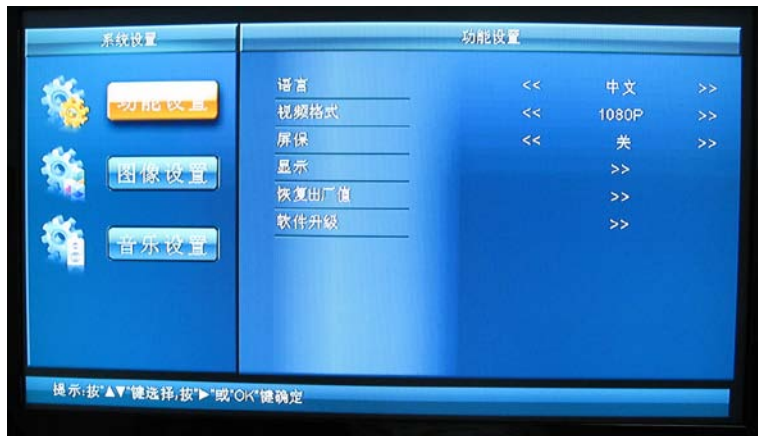 系统设置
功能设置
功能设置
图像设置
音乐设置
语言 << 中文 >>
视频格式 << 1080P >>
屏保 << 关 >>
显示 >>
恢复出厂值 >>
软件升级 >>
提示:按"▲▼"键选择,按"▶"或"OK"键确定